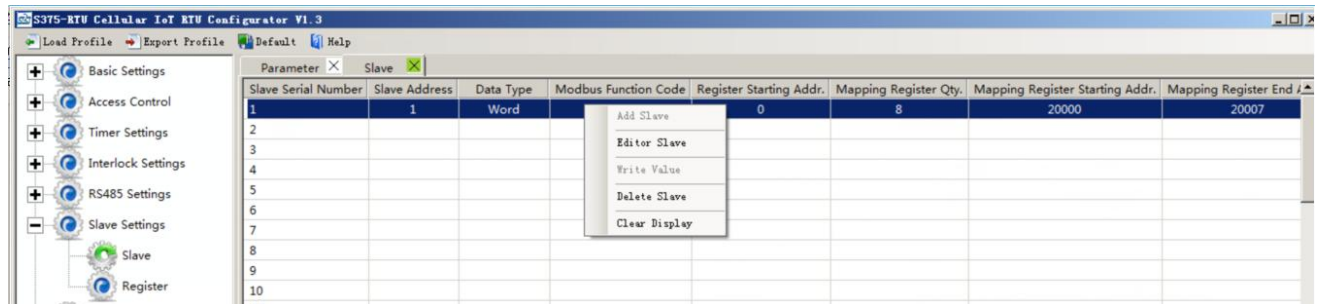 S375-RTU Cellular IoT RTU Configurator V1.3
Load Profile Export Profile Default Help
Basic Settings
Access Control
Timer Settings
Interlock Settings
RS485 Settings
Slave Settings
Slave
Register
Parameter Slave
Slave Serial Number Slave Address Data Type Modbus Function Code Register Starting Addr. Mapping Register Qty. Mapping Register Starting Addr. Mapping Register End
1 1 Word 0 8 20000 20007
2
3
4
5
6
7
8
9
10
Add Slave
Editor Slave
Write Value
Delete Slave
Clear Display